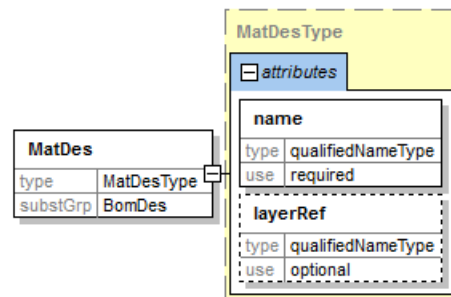 MatDesType
attributes
name
type qualifiedNameType
use required
MatDes
type MatDesType
substGrp BomDes
layerRef
type qualifiedNameType
use optional